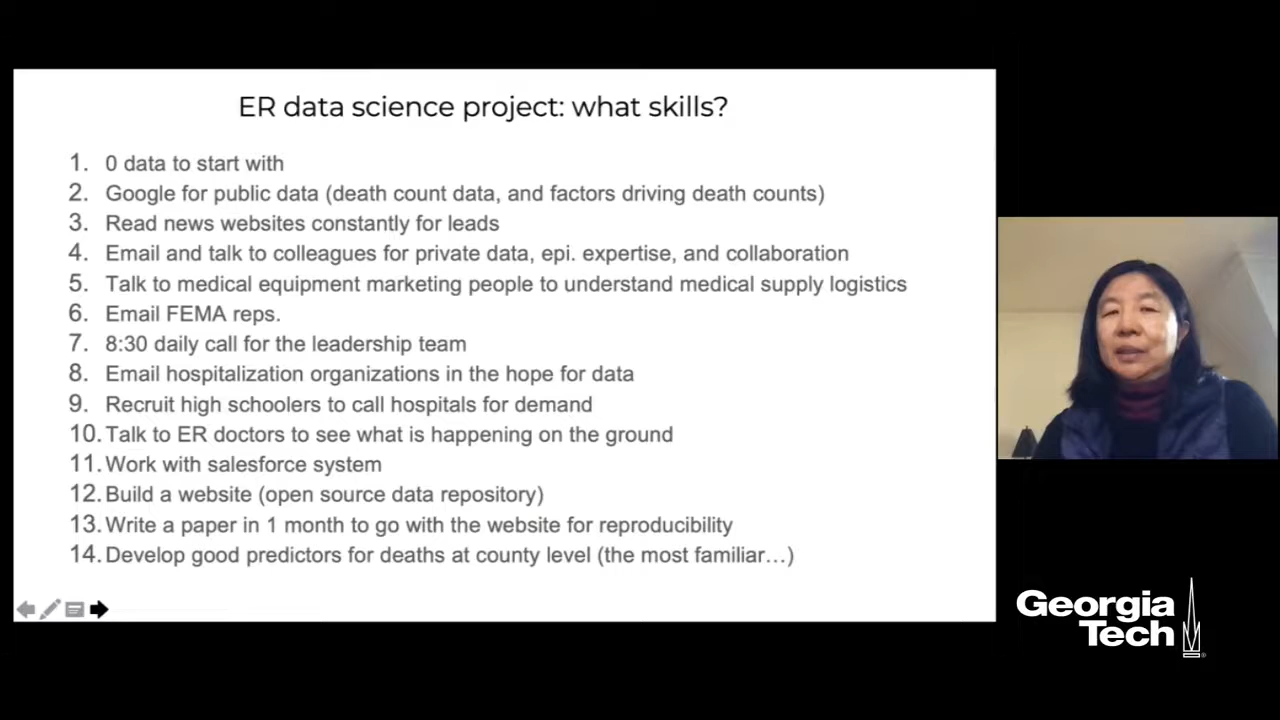 ER data science project: what skills?
1. 0 data to start with
2. Google for public data (death count data, and factors driving death counts)
3. Read news websites constantly for leads
4. Email and talk to colleagues for private data, epi. expertise, and collaboration
5. Talk to medical equipment marketing people to understand medical supply logistics
6. Email FEMA reps.
7. 8:30 daily call for the leadership team
8. Email hospitalization organizations in the hope for data
9. Recruit high schoolers to call hospitals for demand
10. Talk to ER doctors to see what is happening on the ground
11. Work with salesforce system
12. Build a website (open source data repository)
13. Write a paper in 1 month to go with the website for reproducibility
14. Develop good predictors for deaths at county level (the most familiar...)
Georgia
Tech